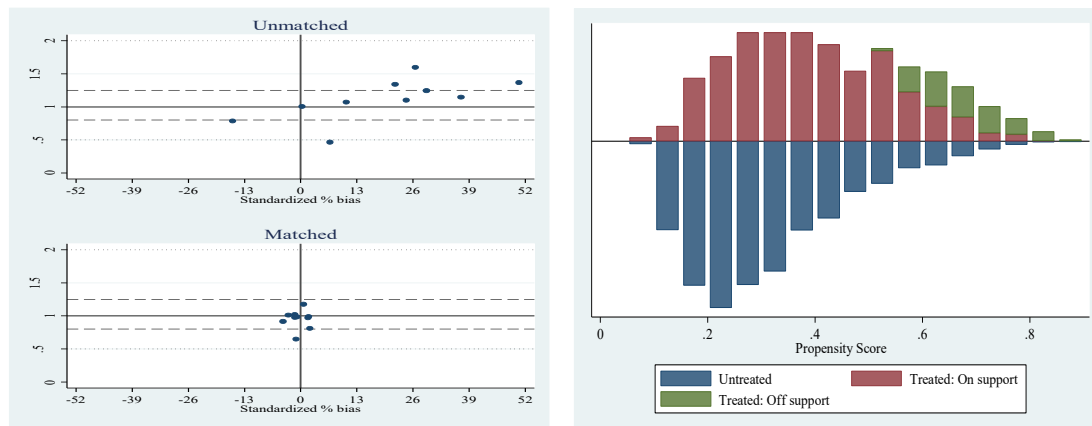 Unmatched
2
1.5
1
.5
0
-52 -39 -26 -13 0 13 26 39 52
Standardized % bias
Matched
2
1.5
1
.5
0
-52 -39 -26 -13 0 13 26 39 52
Standardized % bias
0 .2 .4 .6 .8
Propensity Score
Untreated Treated: On support
Treated: Off support